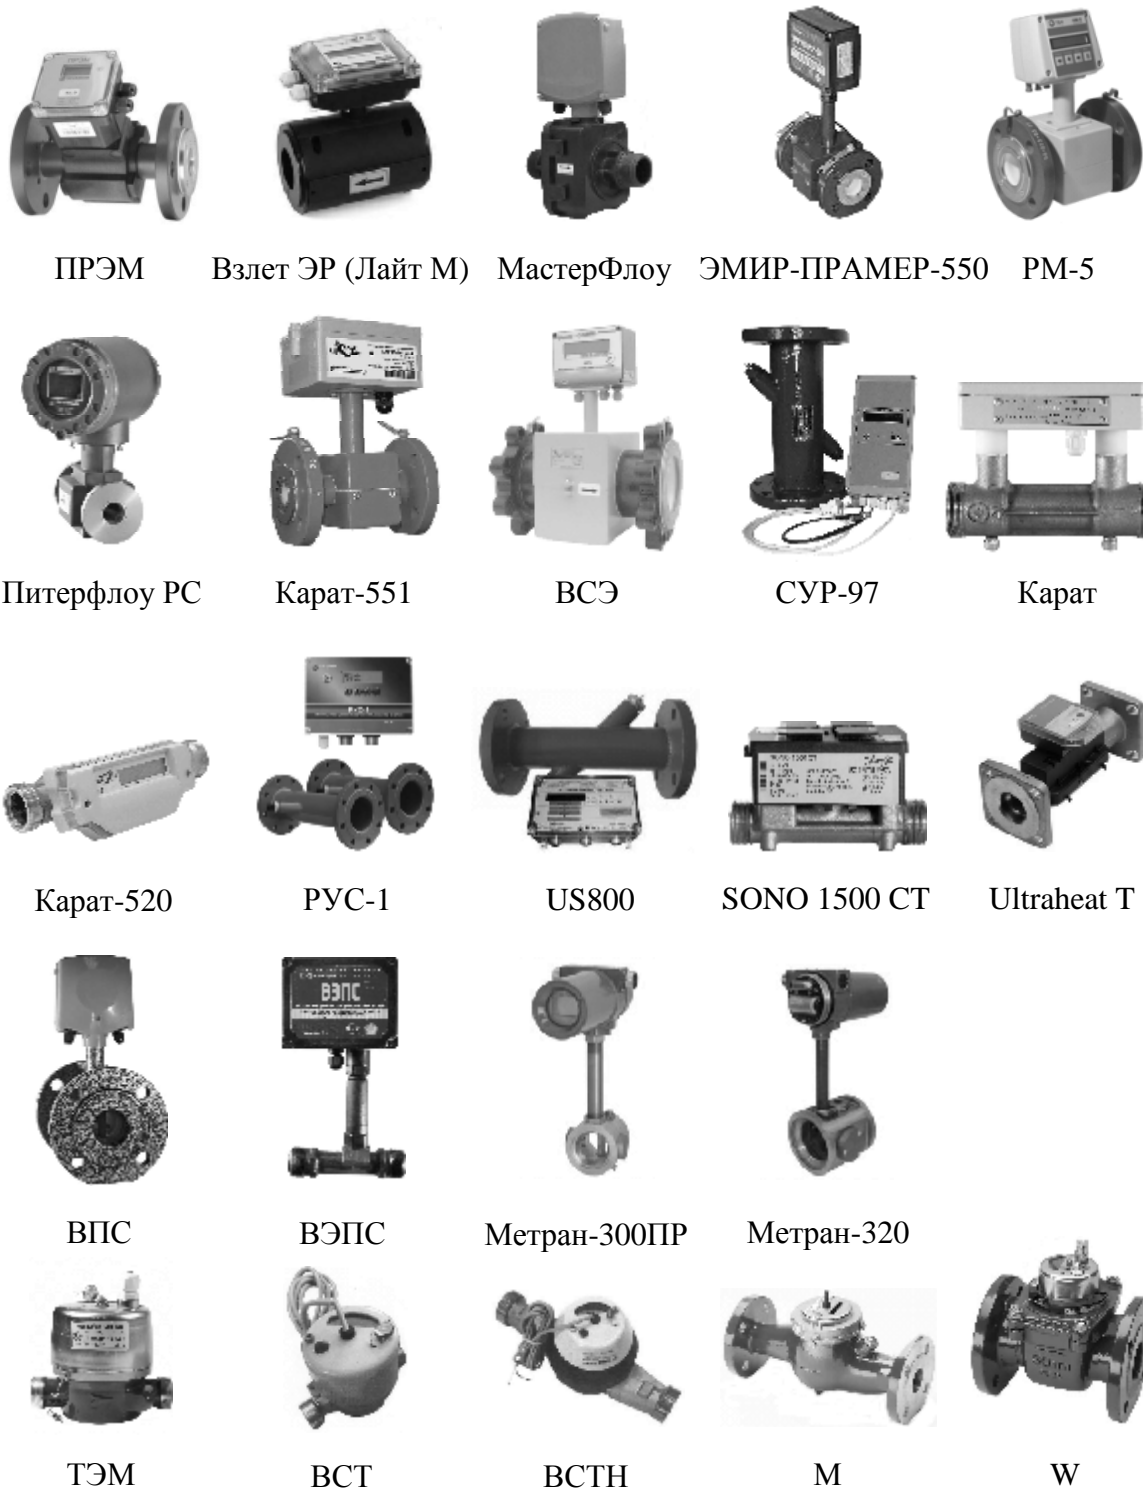 ПРЭМ Взлет ЭР (Лайт М) МастерФлоу ЭМИР-ПРАМЕР-550 РМ-5
Питерфлоу РС Карат-551 ВСЭ СУР-97 Карат
Карат-520 РУС-1 US800 SONO 1500 CT Ultraheat T
ВЭПС
ВПС ВЭПС Метран-300ПР Метран-320
ТЭМ ВСТ ВСТН М W